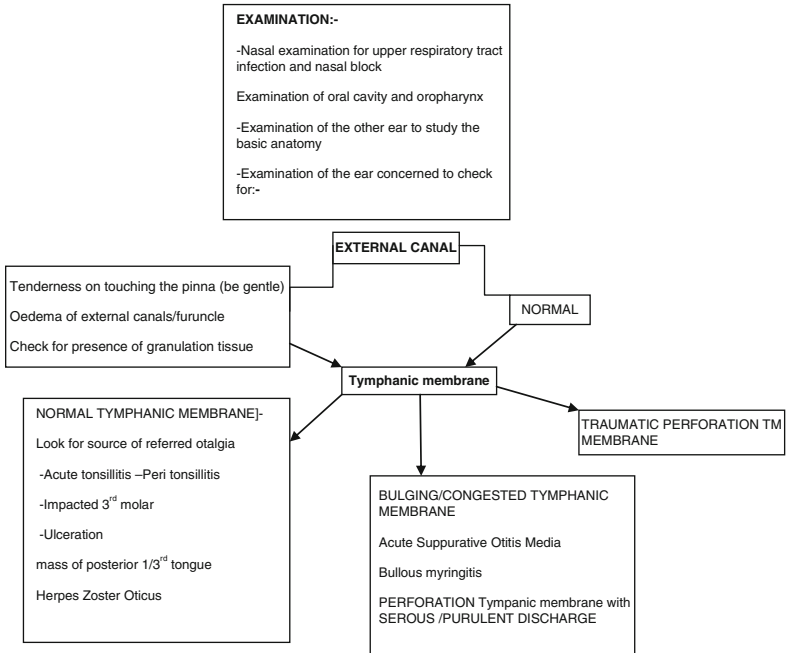 EXAMINATION:-
-Nasal examination for upper respiratory tract
infection and nasal block
Examination of oral cavity and oropharynx
-Examination of the other ear to study the
basic anatomy
-Examination of the ear concerned to check
for:-
EXTERNAL CANAL
Tenderness on touching the pinna (be gentle)
Oedema of external canals/furuncle
Check for presence of granulation tissue
NORMAL
Tymphanic membrane
NORMAL TYMPHANIC MEMBRANE]-
Look for source of referred otalgia
-Acute tonsillitis –Peri tonsillitis
-Impacted 3rd molar
-Ulceration
mass of posterior 1/3rd tongue
Herpes Zoster Oticus
BULGING/CONGESTED TYMPHANIC
MEMBRANE
Acute Suppurative Otitis Media
Bullous myringitis
PERFORATION Tympanic membrane with
SEROUS /PURULENT DISCHARGE
TRAUMATIC PERFORATION TM
MEMBRANE